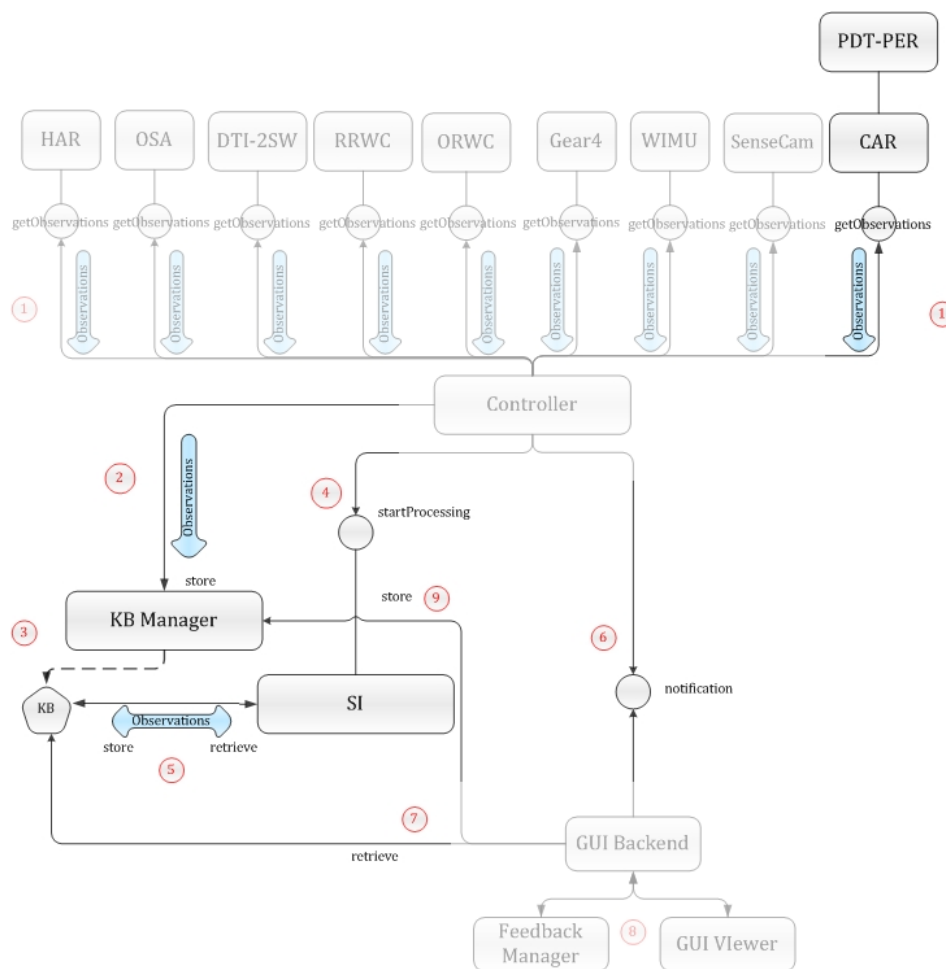 PDT-PER
HAR
OSA
DTI-2SW
RRWC
ORWC
Gear4
WIMU
SenseCam
CAR
getObservations
getObservations
getObservations
getObservations
getObservations
getObservations
getObservations
getObservations
getObservations
Observations
Observations
Observations
Observations
Observations
Observations
Observations
Observations
Observations
1
1
Controller
2
Observations
4
startProcessing
store
store
9
KB Manager
3
6
notification
KB
Observations
SI
store
retrieve
5
7
retrieve
GUI Backend
Feedback
Manager
8
GUI VIewer